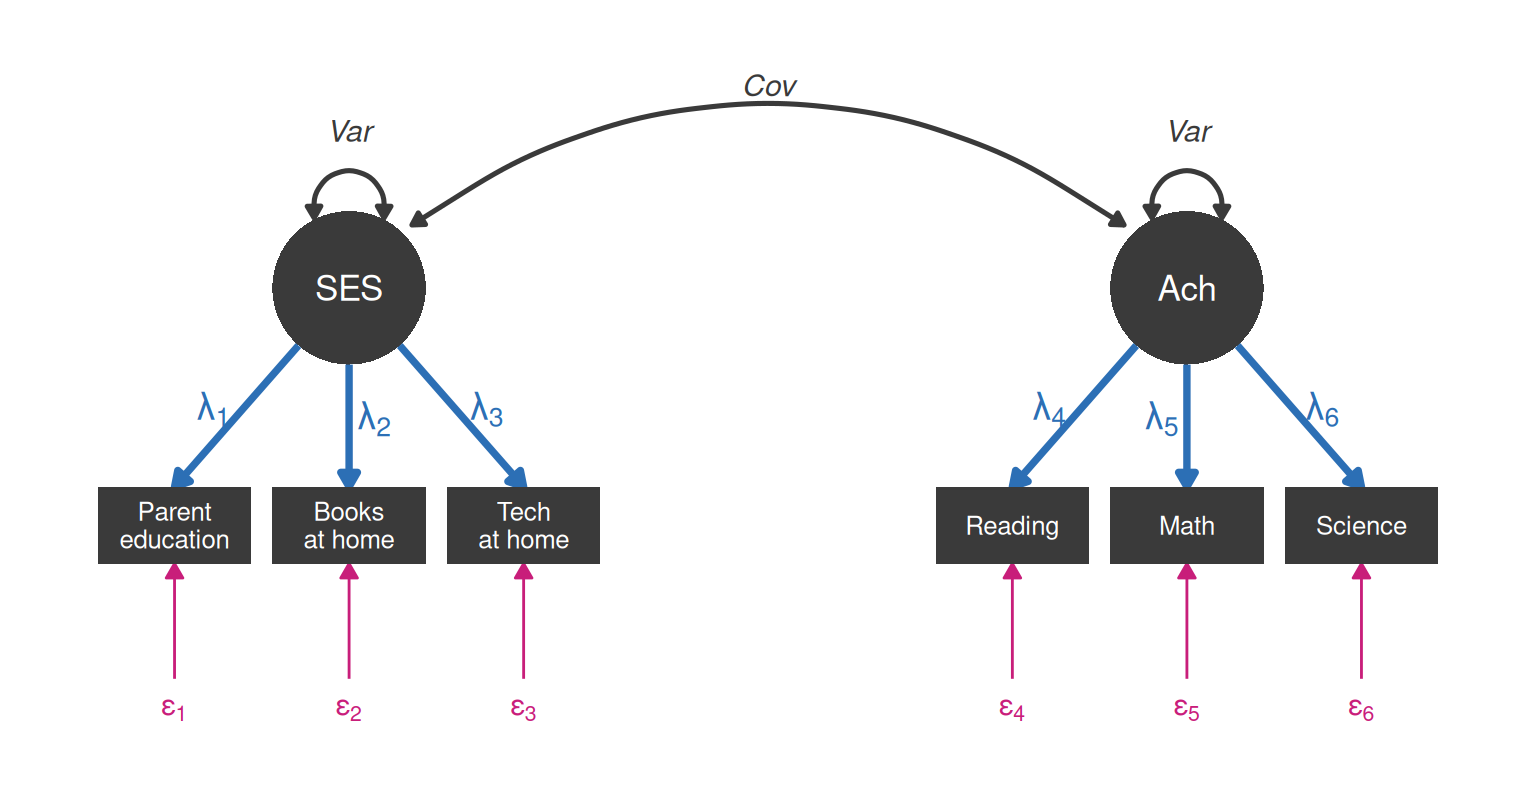 Cov
Var
Var
SES
Ach
λ1
λ2
λ3
λ4
λ5
λ6
Parent
education
Books
at home
Tech
at home
Reading
Math
Science
ε1
ε2
ε3
ε4
ε5
ε6